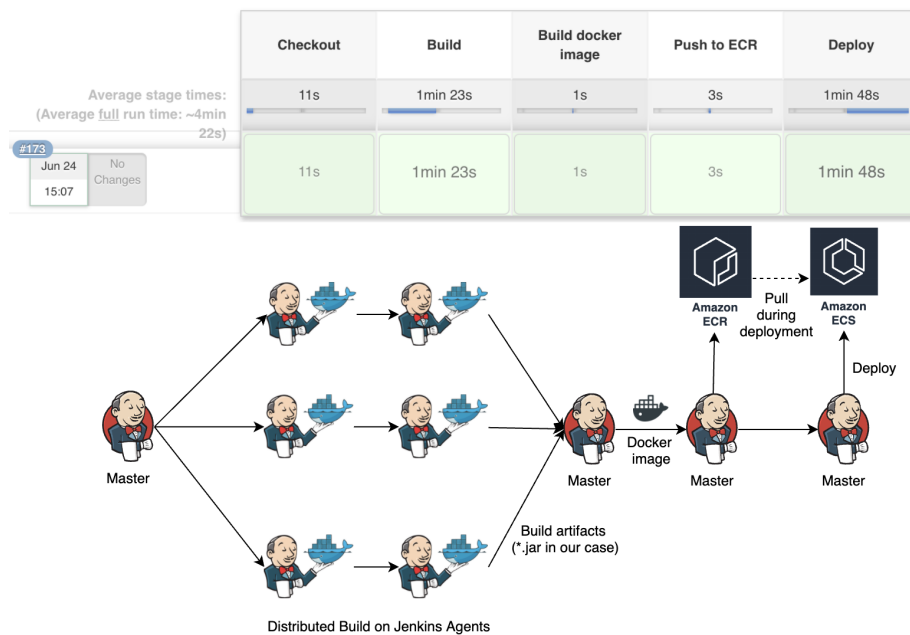 Checkout
Build
Build docker
image
Push to ECR
Deploy
Average stage times:
(Average full run time: ~4min
22s)
11s
1min 23s
1s
3s
1min 48s
#173
Jun 24
15:07
No
Changes
11s
1min 23s
1s
3s
1min 48s
Amazon
ECR
Pull
during
deployment
Amazon
ECS
Deploy
Master
Docker
image
Master
Master
Master
Build artifacts
(*.jar in our case)
Distributed Build on Jenkins Agents